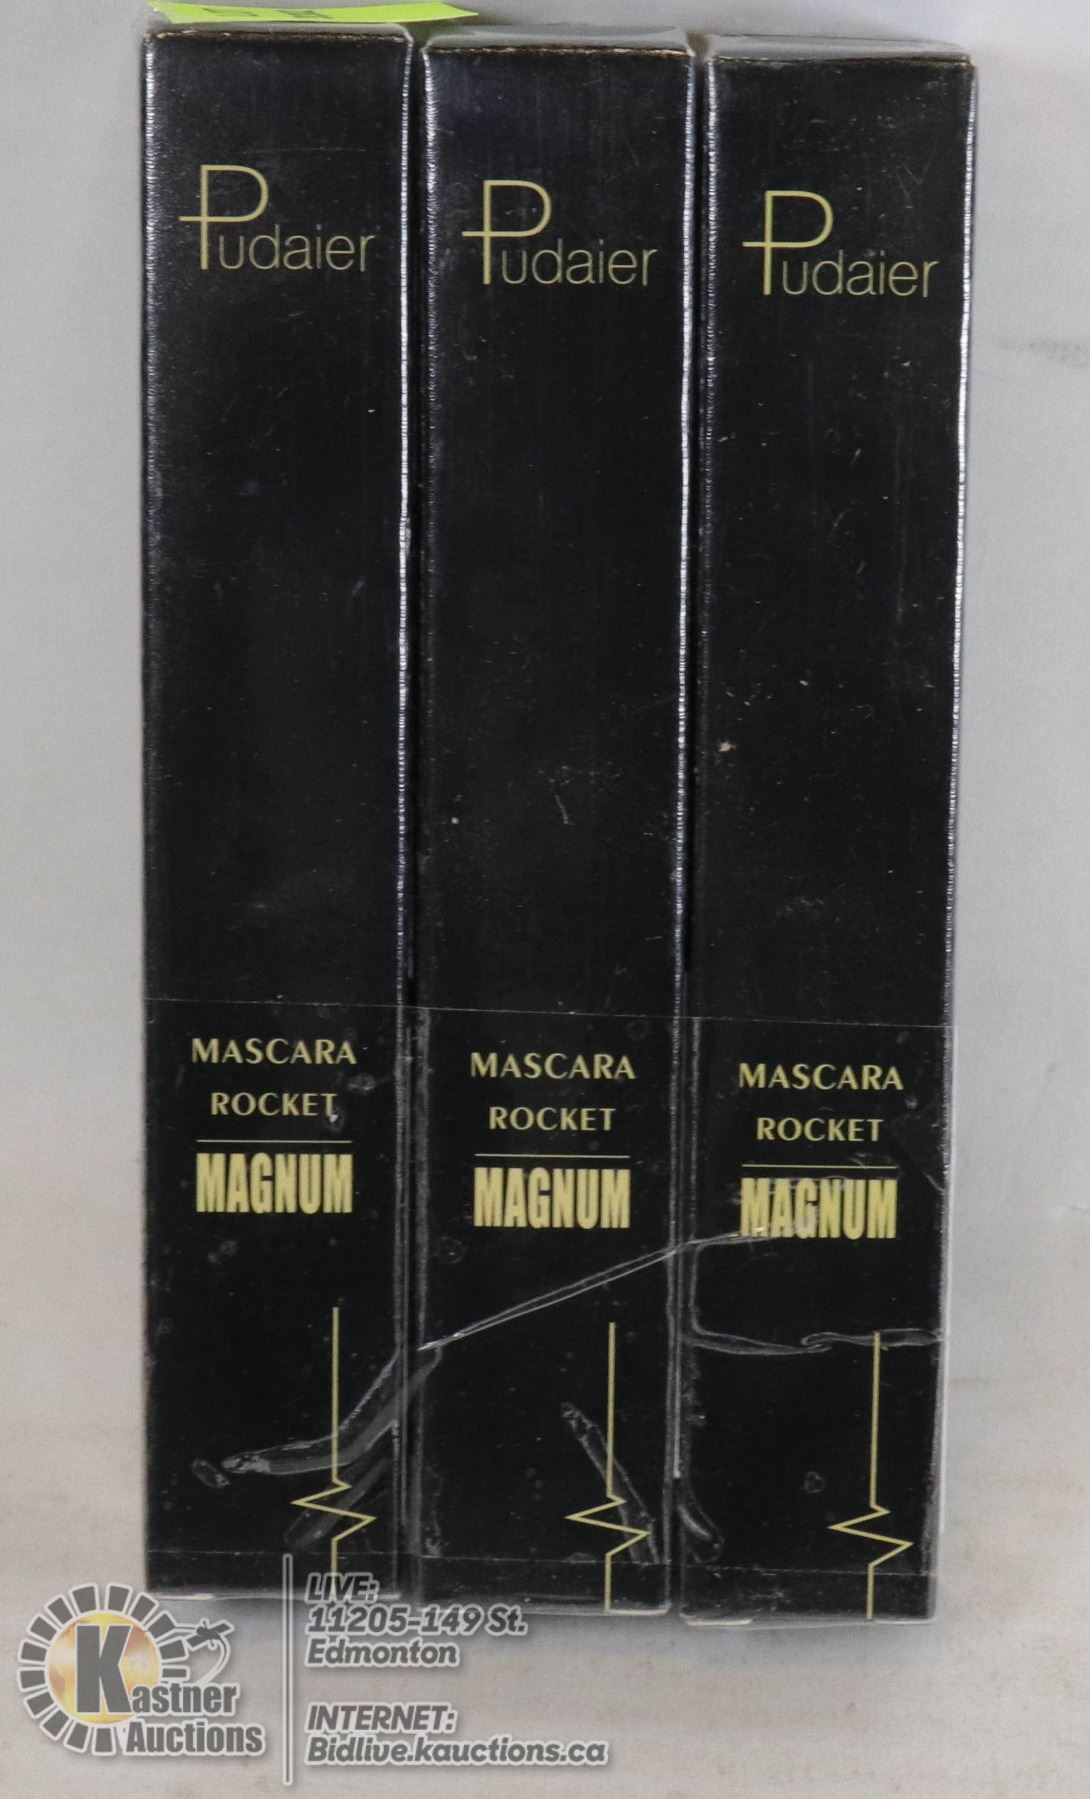 Pudaier
Pudaier
Pudaier
MASCARA
ROCKET
MAGNUM
MASCARA
ROCKET
MAGNUM
MASCARA
ROCKET
MAGNUM
Kastner
Auctions
LIVE:
11205-149 St.
Edmonton
INTERNET:
Bidlive.kauctions.ca